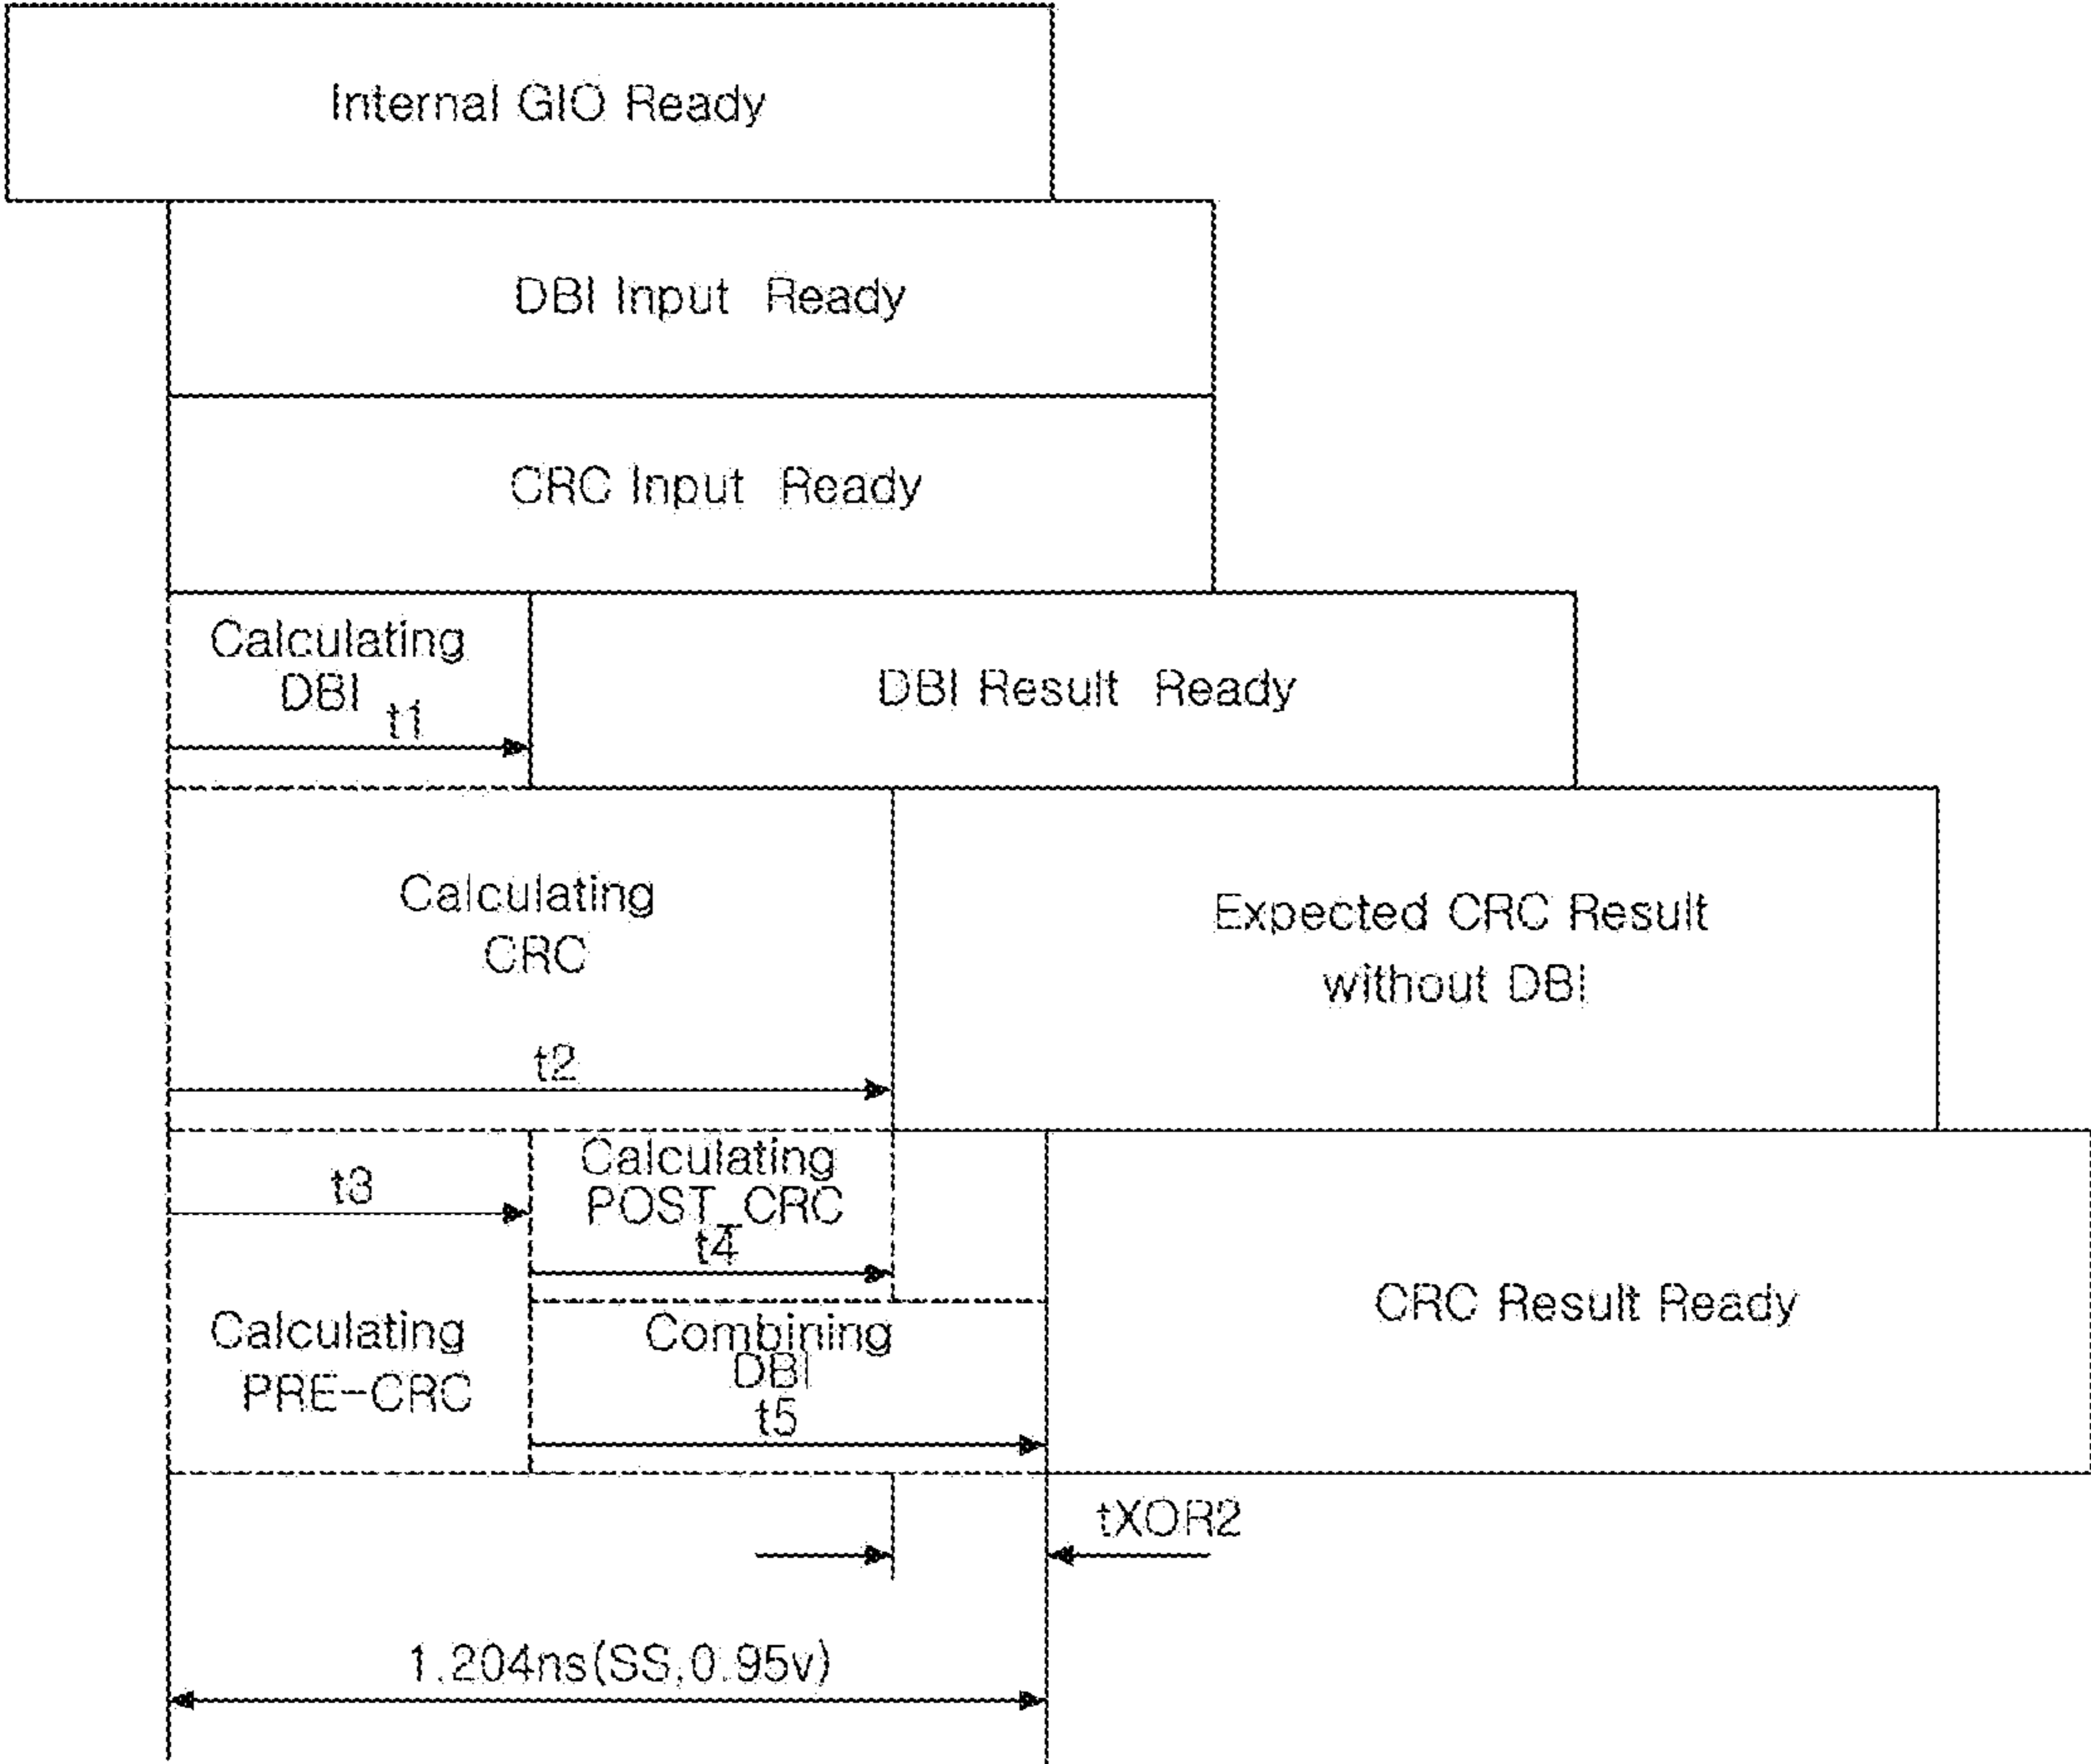 Internal GIO Ready
DBI Input Ready
CRC Input Ready
Calculating
DBI
t1
DBI Result Ready
Calculating
CRC
t2
Expected CRC Result
without DBI
t3
Calculating
POST_CRC
t4
Calculating
PRE-CRC
Combining
DBI
t5
CRC Result Ready
tXOR2
1.204ns(SS,0.95v)